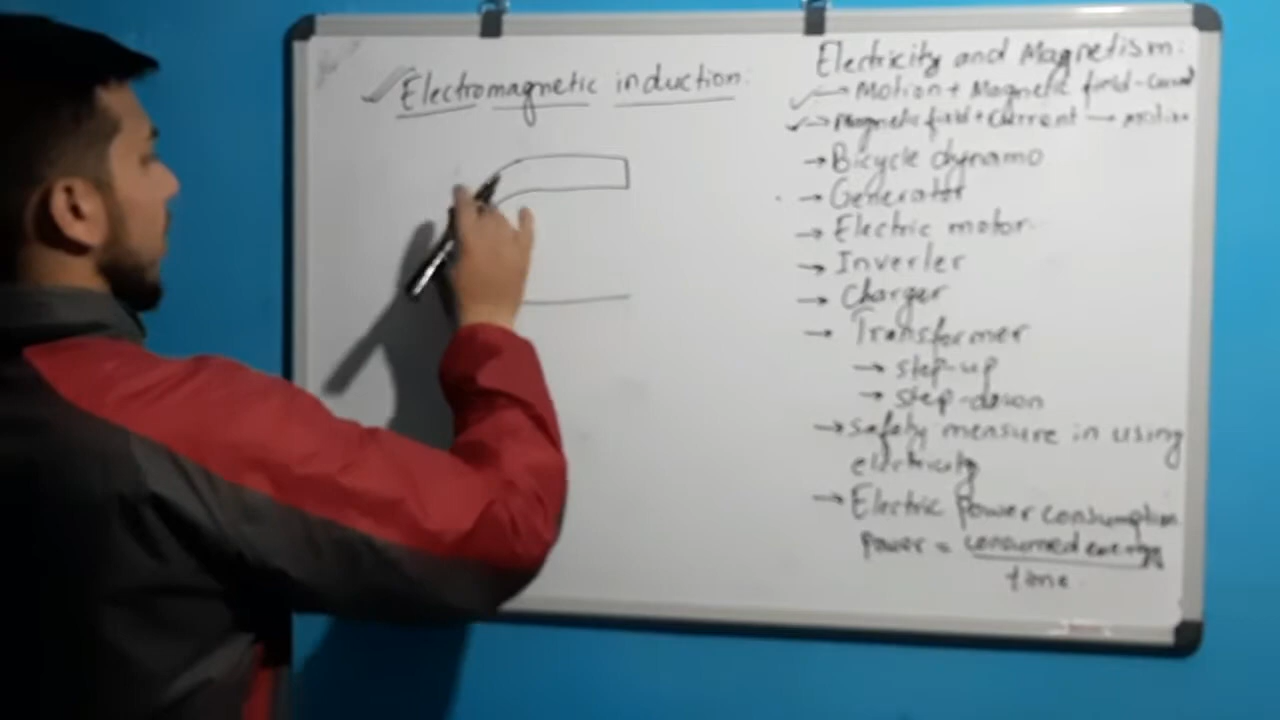 Electromagnetic induction:
Electricity and Magnetism:
→ Motion + Magnetic field -
→ Magnetic field + Current → motion
→ Bicycle dynamo
→ Generator
→ Electric motor
→ Inverter
→ Charger
→ Transformer
→ step-up
→ step-down
→ safety measure in using
electricity
→ Electric Power consumption
Power = consumed energy
time